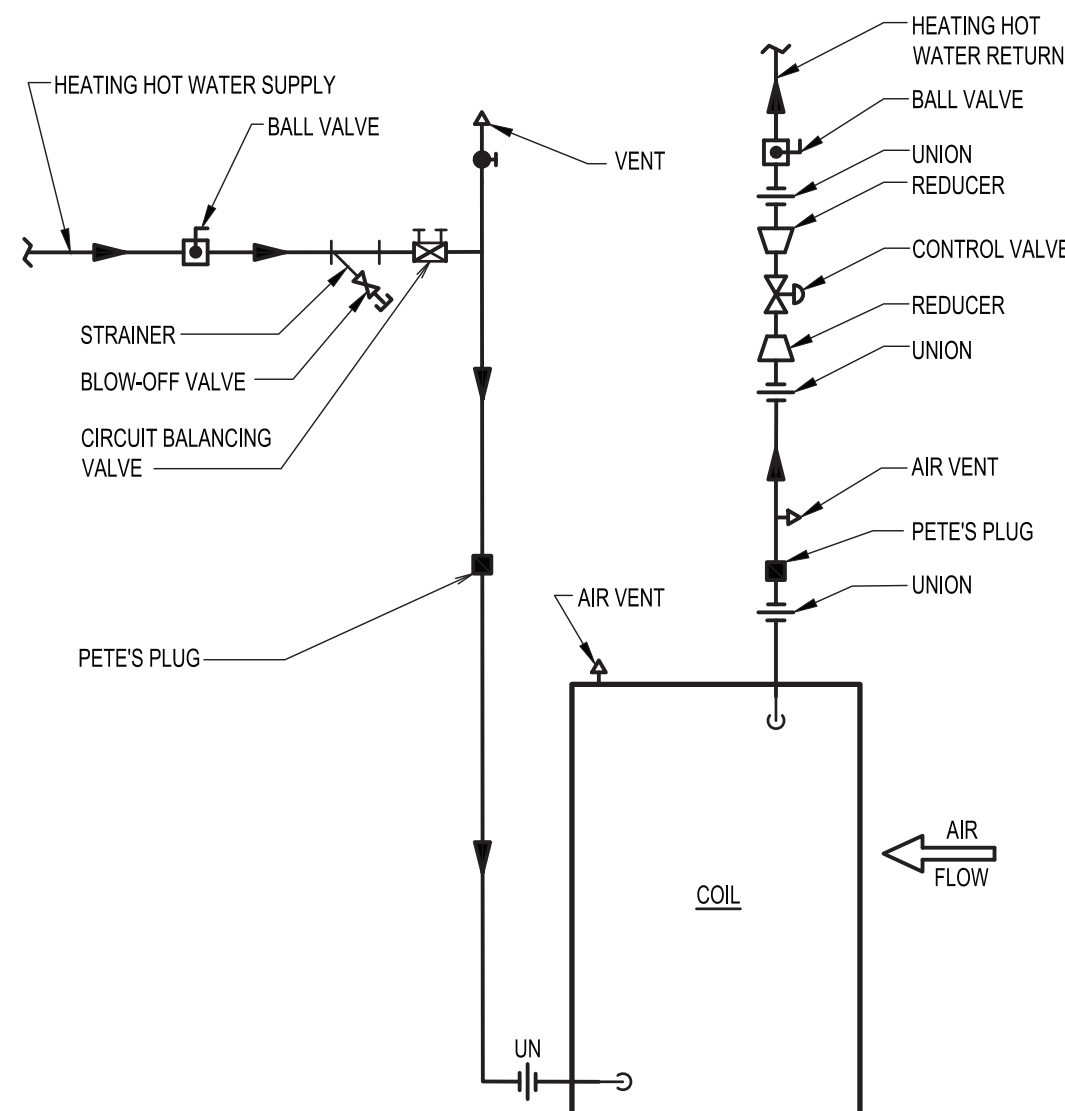 HEATING HOT
WATER RETURN
HEATING HOT WATER SUPPLY
BALL VALVE
BALL VALVE
VENT
UNION
REDUCER
CONTROL VALVE
REDUCER
STRAINER
UNION
BLOW-OFF VALVE
CIRCUIT BALANCING
VALVE
AIR VENT
PETE'S PLUG
UNION
AIR VENT
PETE'S PLUG
AIR
FLOW
COIL
UN